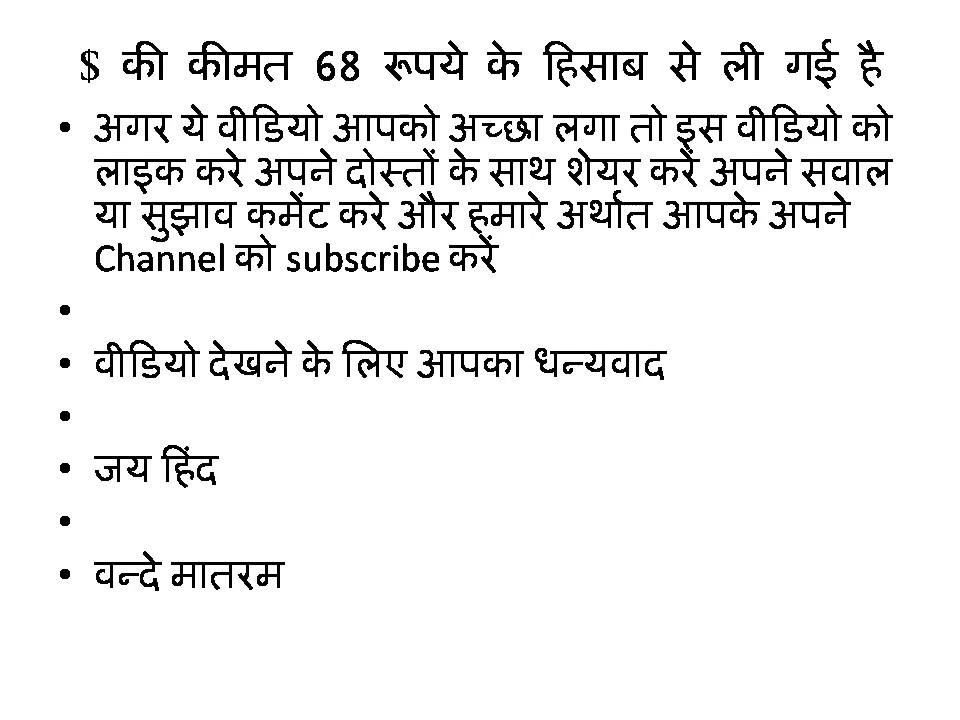 $ की कीमत 68 रूपये के हिसाब से ली गई है
• अगर ये वीडियो आपको अच्छा लगा तो इस वीडियो को
लाइक करे अपने दोस्तों के साथ शेयर करें अपने सवाल
या सुझाव कमेंट करे और हमारे अर्थात आपके अपने
Channel को subscribe करें
•
• वीडियो देखने के लिए आपका धन्यवाद
•
• जय हिंद
•
• वन्दे मातरम